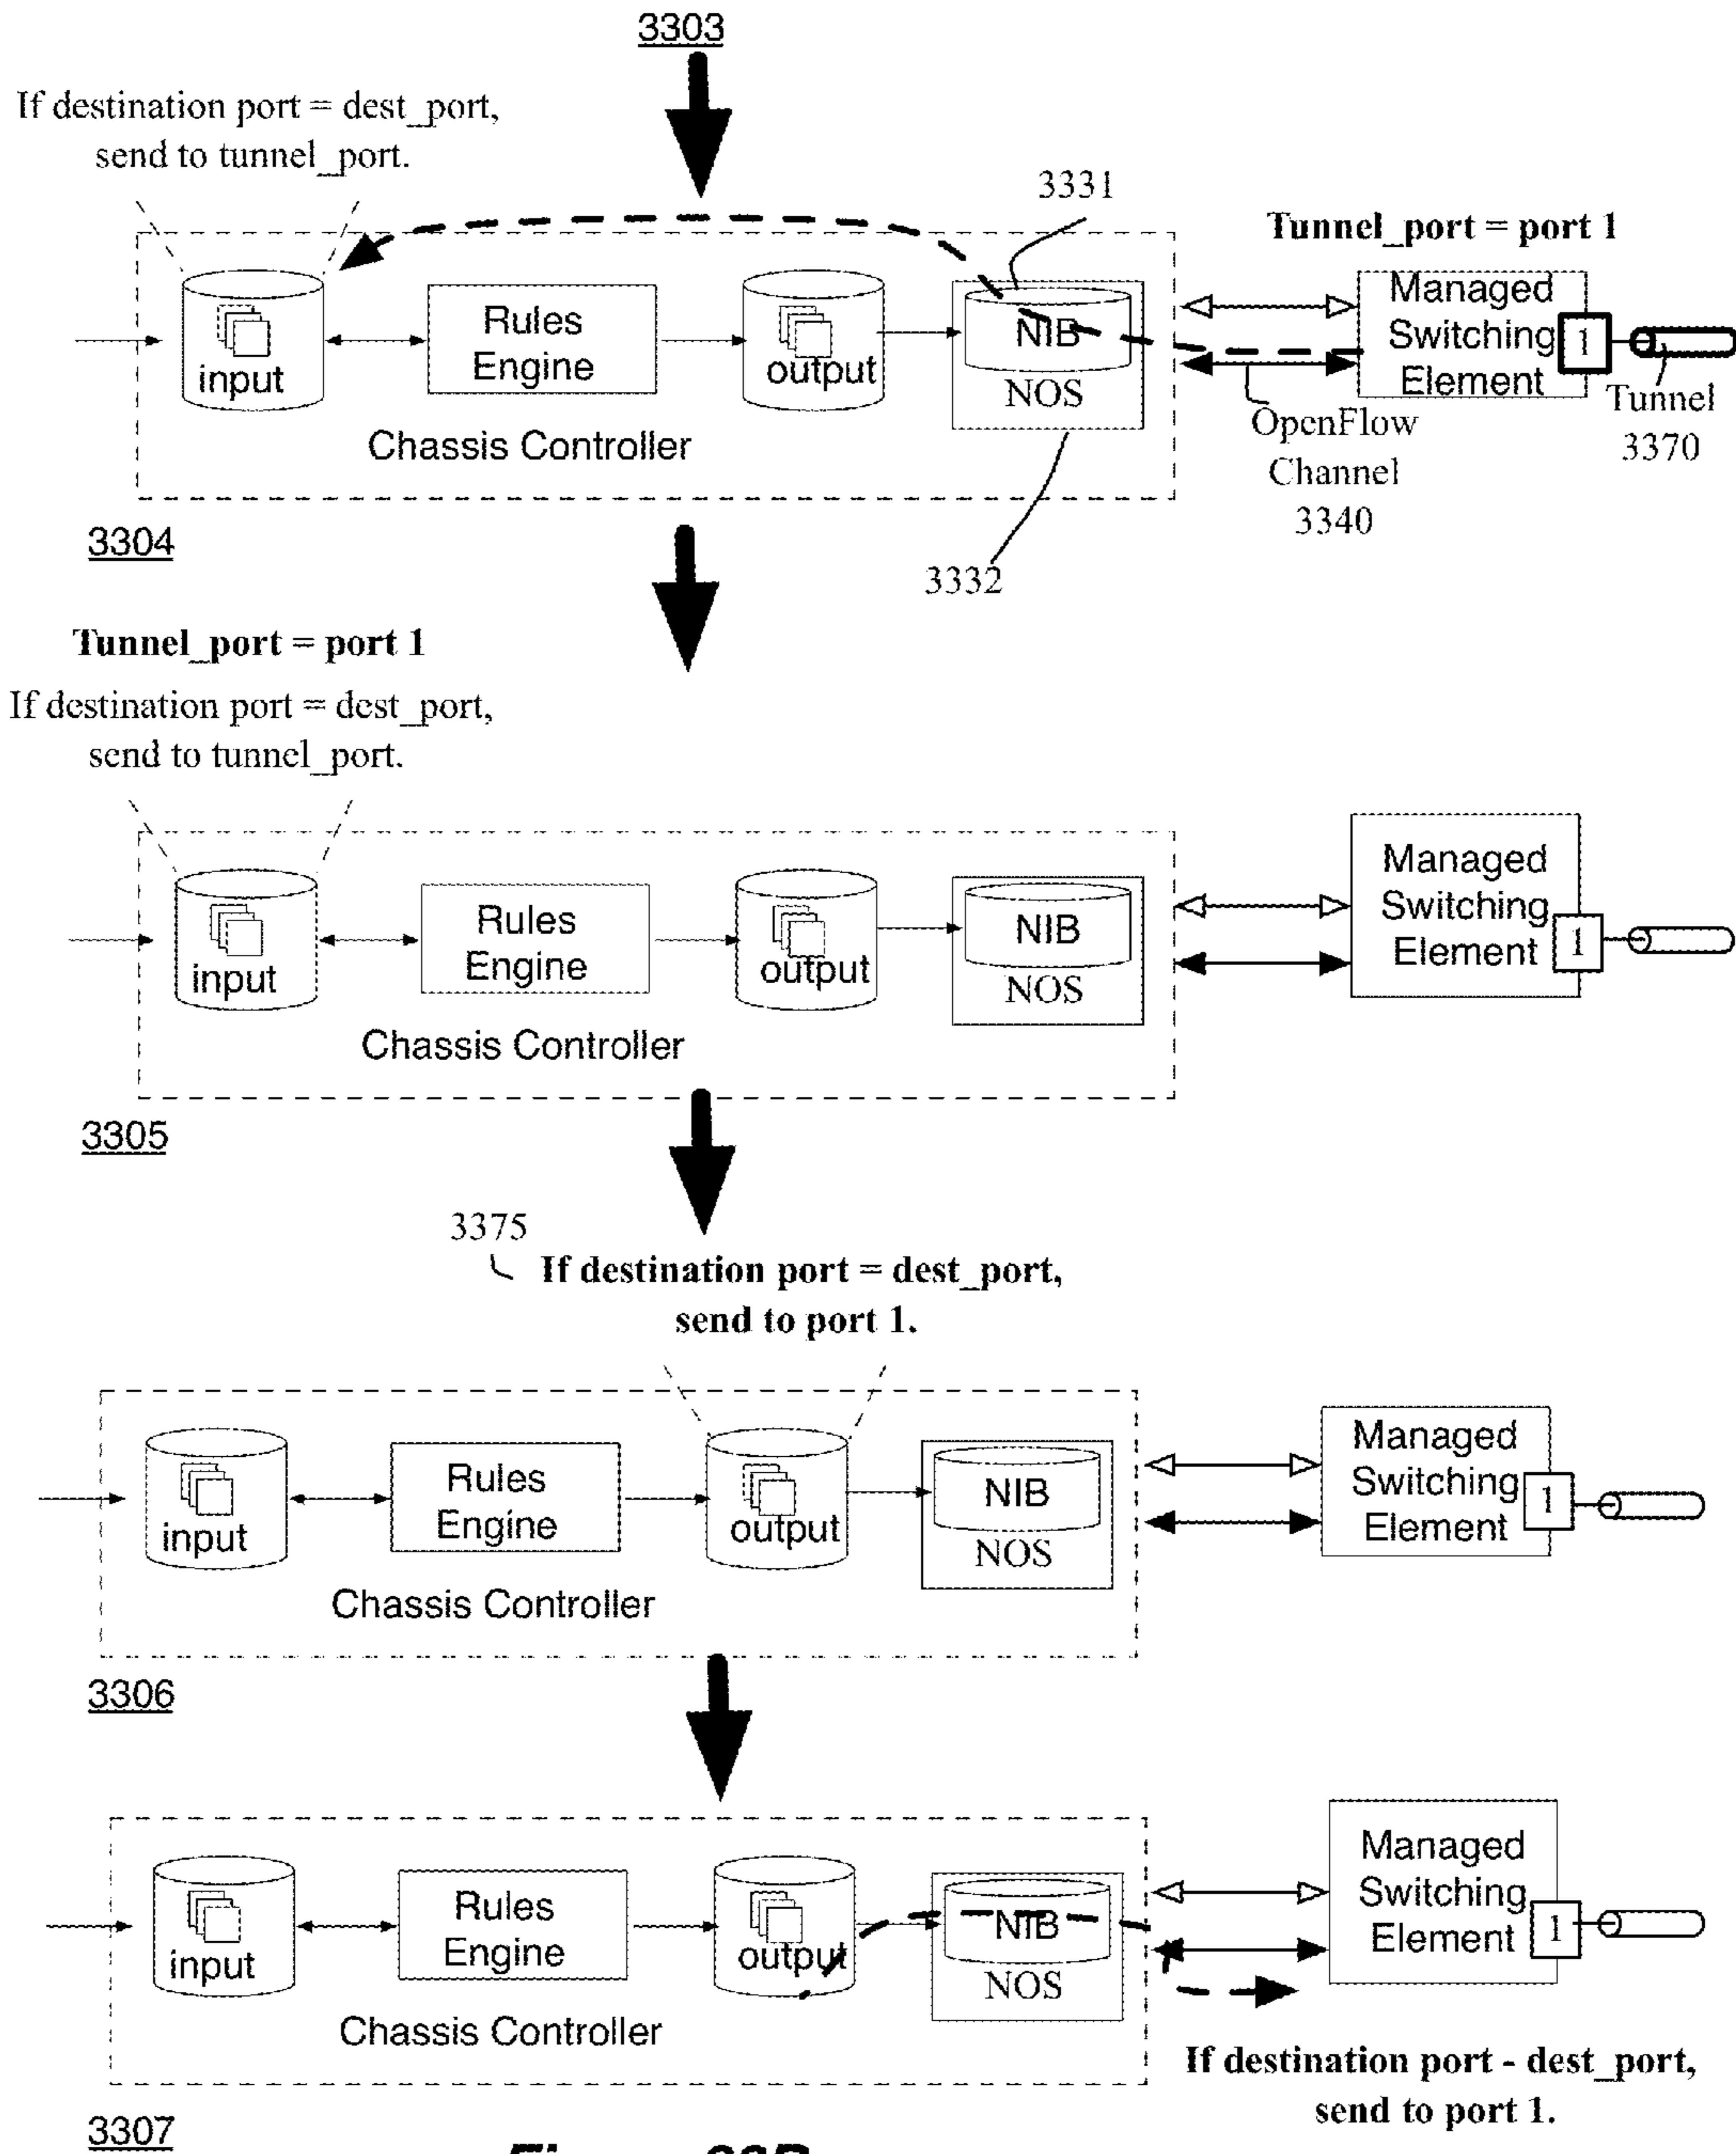 3303
If destination port = dest_port,
send to tunnel_port.
3331
Tunnel_port = port 1
input
Rules
Engine
output
NIB
NOS
Managed
Switching
Element
1
Tunnel
3370
OpenFlow
Channel
3340
Chassis Controller
3304
3332
Tunnel_port = port 1
If destination port = dest_port,
send to tunnel_port.
input
Rules
Engine
output
NIB
NOS
Managed
Switching
Element
1
Chassis Controller
3305
3375
If destination port = dest_port,
send to port 1.
input
Rules
Engine
output
NIB
NOS
Managed
Switching
Element
1
Chassis Controller
3306
input
Rules
Engine
output
NIB
NOS
Managed
Switching
Element
1
Chassis Controller
If destination port - dest_port,
send to port 1.
3307